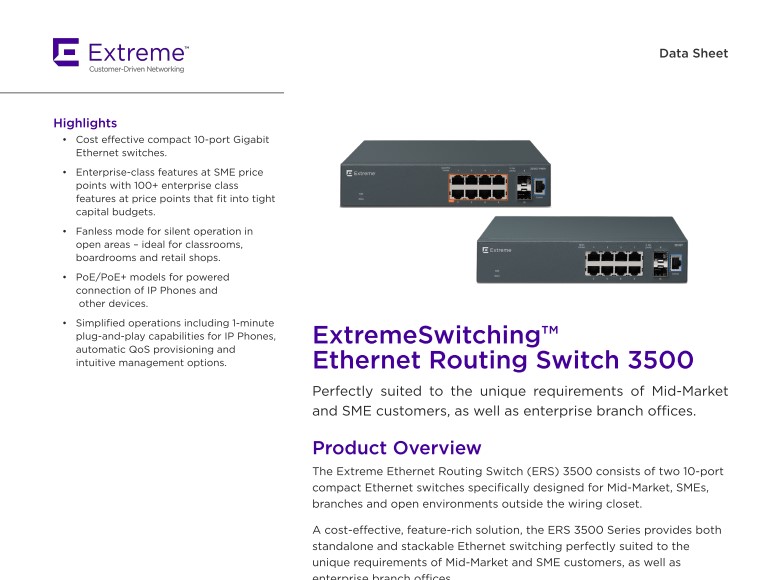 Extreme™
Customer-Driven Networking
Data Sheet
Highlights
• Cost effective compact 10-port Gigabit
Ethernet switches.
• Enterprise-class features at SME price
points with 100+ enterprise class
features at price points that fit into tight
capital budgets.
• Fanless mode for silent operation in
open areas – ideal for classrooms,
boardrooms and retail shops.
• PoE/PoE+ models for powered
connection of IP Phones and
other devices.
• Simplified operations including 1-minute
plug-and-play capabilities for IP Phones,
automatic QoS provisioning and
intuitive management options.
Extreme
Extreme
ExtremeSwitching™
Ethernet Routing Switch 3500
Perfectly suited to the unique requirements of Mid-Market
and SME customers, as well as enterprise branch offices.
Product Overview
The Extreme Ethernet Routing Switch (ERS) 3500 consists of two 10-port
compact Ethernet switches specifically designed for Mid-Market, SMEs,
branches and open environments outside the wiring closet.
A cost-effective, feature-rich solution, the ERS 3500 Series provides both
standalone and stackable Ethernet switching perfectly suited to the
unique requirements of Mid-Market and SME customers, as well as
enterprise branch offices.